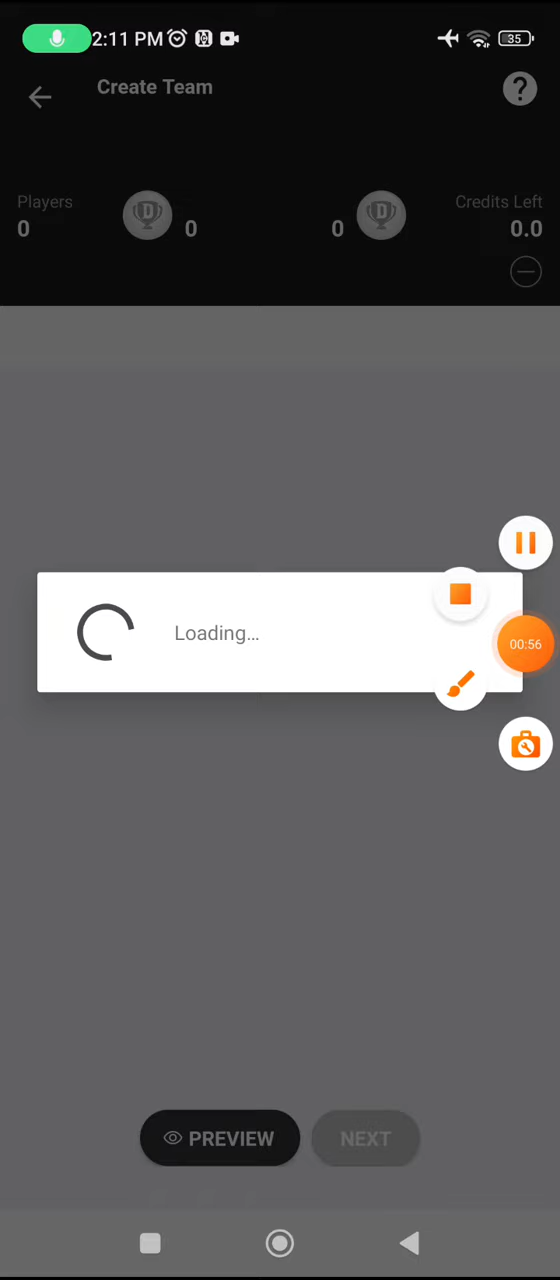 2:11 PM 35
Create Team ?
Players D D Credits Left
0 0 0 0.0
00:56
Loading...
PREVIEW NEXT